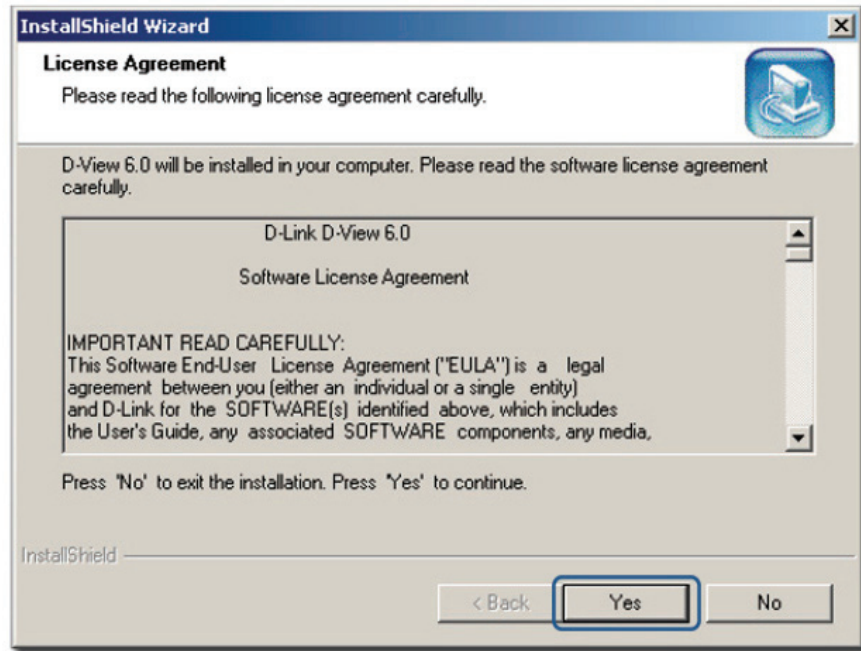 InstallShield Wizard
License Agreement
Please read the following license agreement carefully.
D-View 6.0 will be installed in your computer. Please read the software license agreement
carefully.
D-Link D-View 6.0
Software License Agreement
IMPORTANT READ CAREFULLY:
This Software End-User License Agreement ("EULA") is a legal
agreement between you (either an individual or a single entity)
and D-Link for the SOFTWARE(s) identified above, which includes
the User's Guide, any associated SOFTWARE components, any media,
Press 'No' to exit the installation. Press 'Yes' to continue.
InstallShield
< Back Yes No